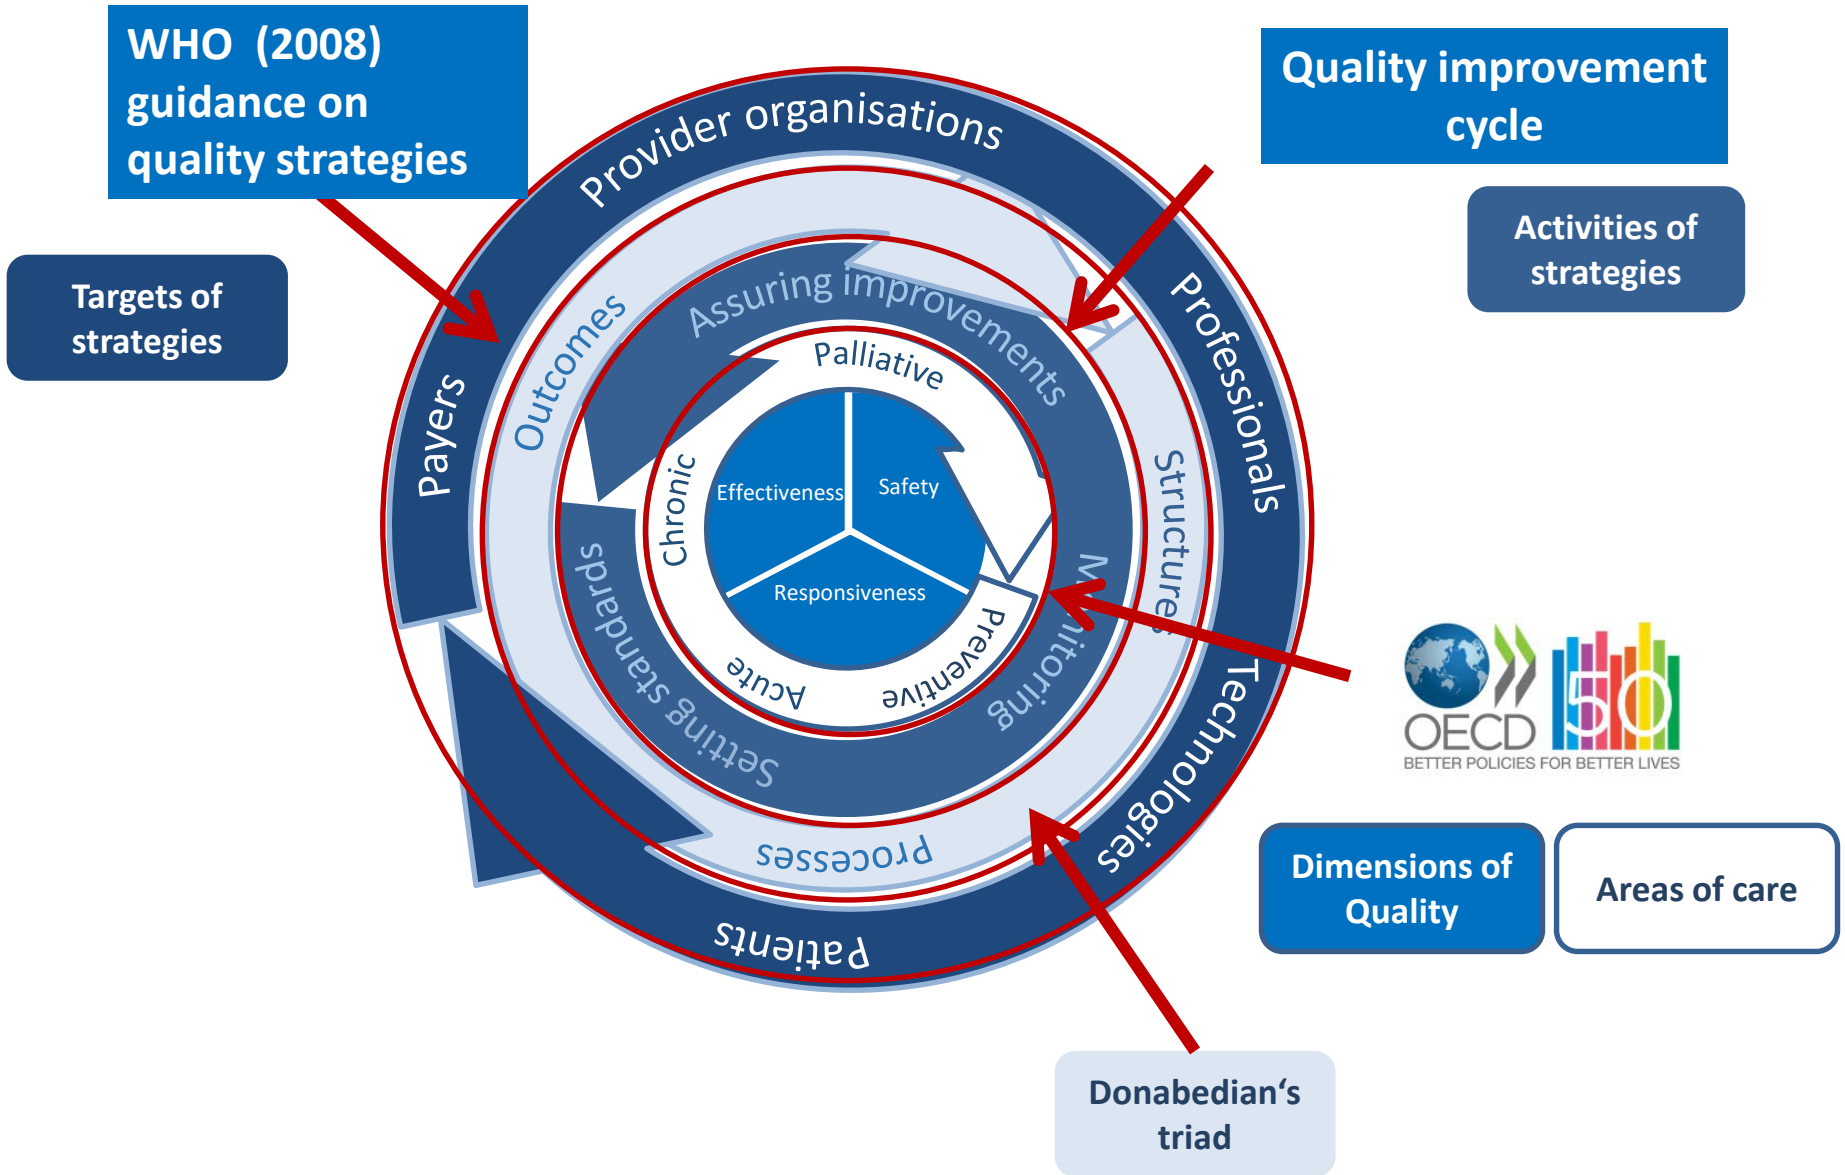 WHO (2008)
guidance on
quality strategies
Quality improvement
cycle
Activities of
strategies
Targets of
strategies
Provider organisations
Professionals
Technologies
Patients
Payers
Outcomes
Structures
Processes
Assuring improvements
Monitoring
Setting standards
Palliative
Chronic
Acute
Preventive
Effectiveness
Safety
Responsiveness
50
OECD
BETTER POLICIES FOR BETTER LIVES
Dimensions of
Quality
Areas of care
Donabedian‘s
triad